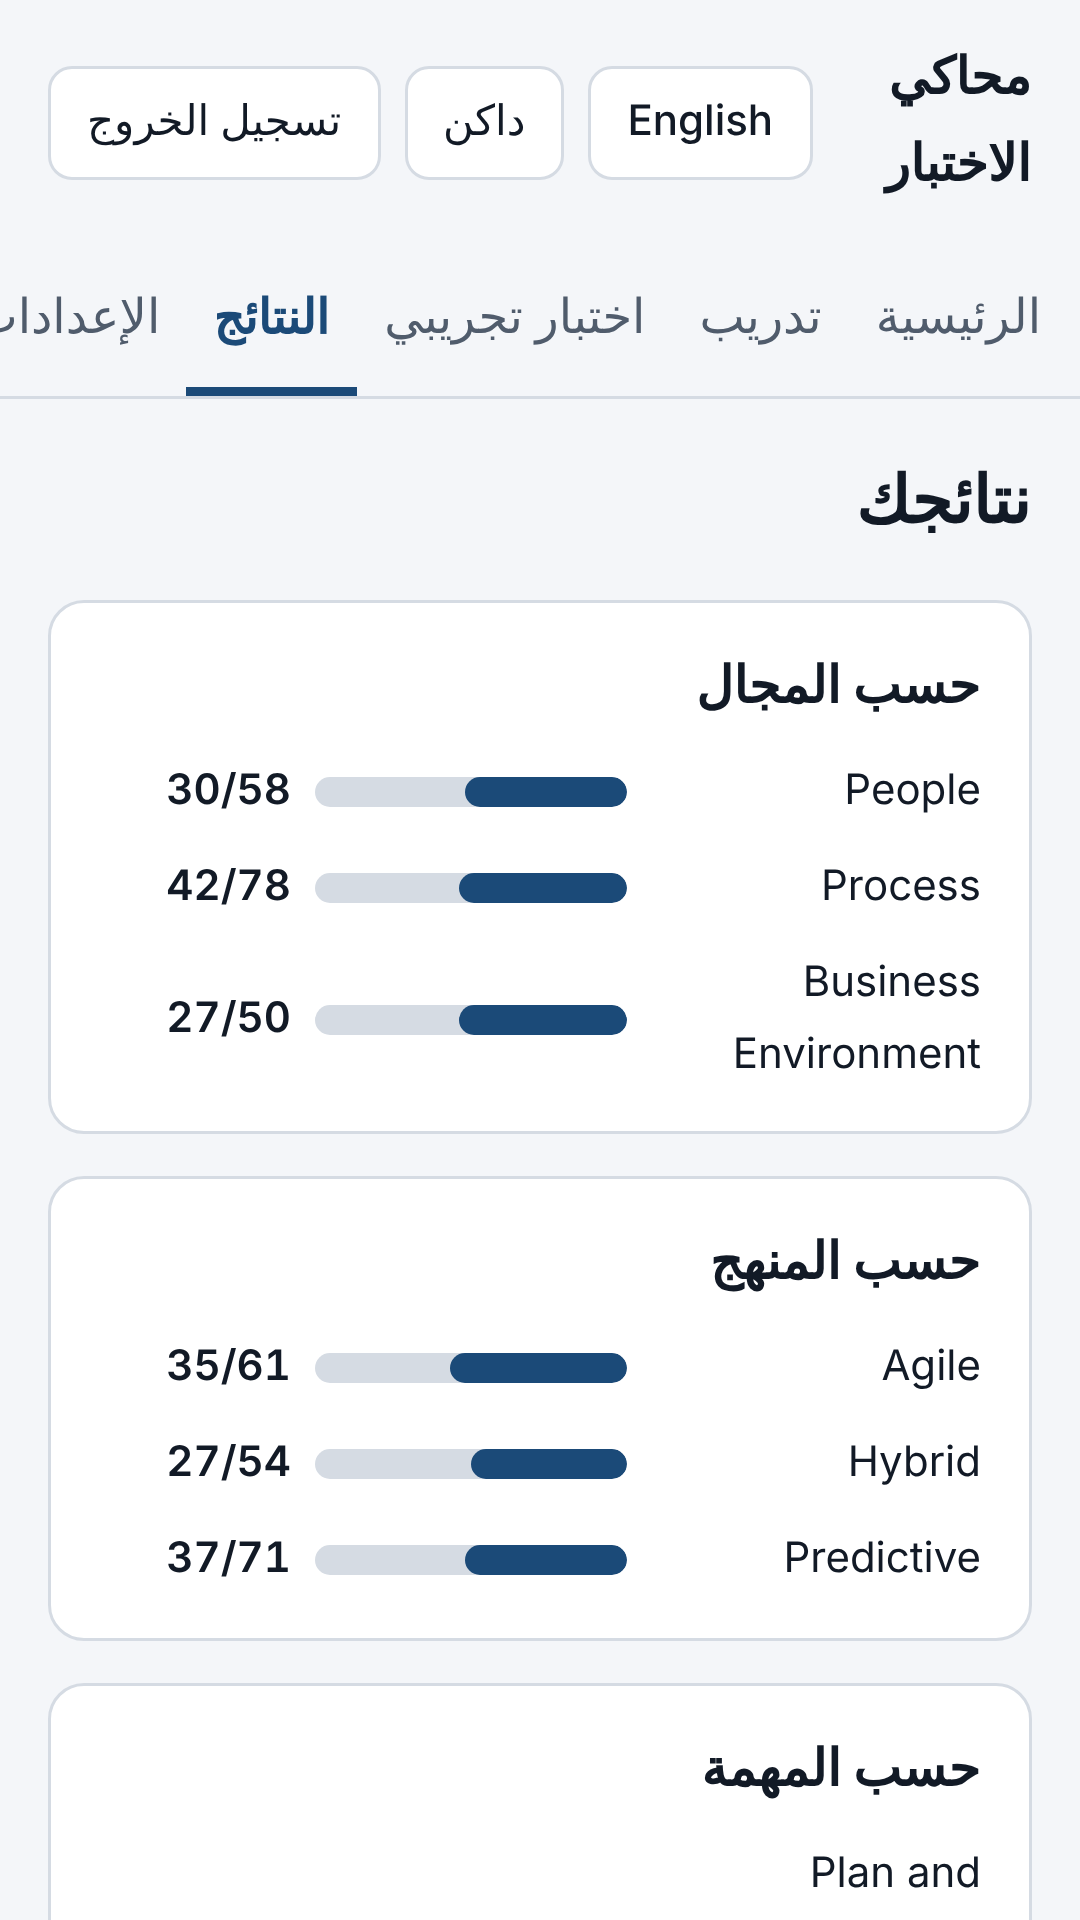 محاكي
الاختبار
English
داكن
تسجيل الخروج
الرئيسية
تدريب
اختبار تجريبي
النتائج
الإعدادات
نتائجك
حسب المجال
People 30/58
Process 42/78
Business
Environment 27/50
حسب المنهج
Agile 35/61
Hybrid 27/54
Predictive 37/71
حسب المهمة
Plan and